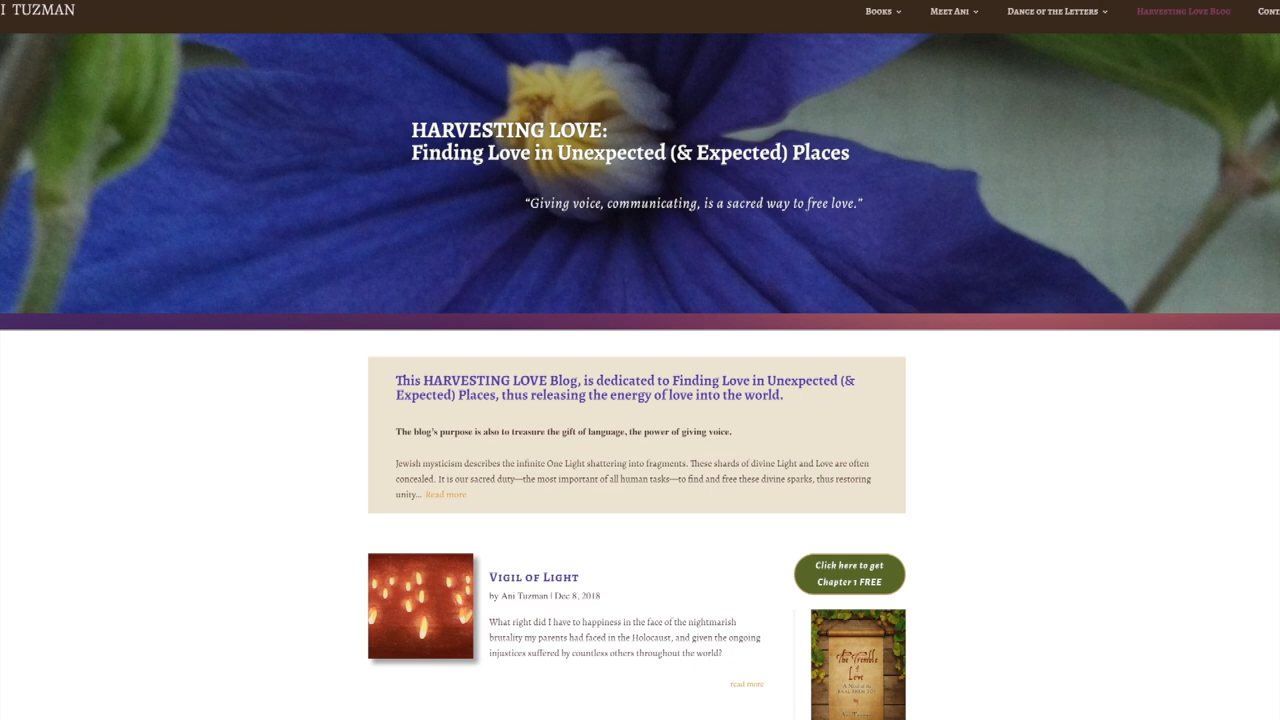 I TUZMAN
Books
Meet Ani
Dance of the Letters
Harvesting Love Blog
HARVESTING LOVE:
Finding Love in Unexpected (& Expected) Places
“Giving voice, communicating, is a sacred way to free love.”
This HARVESTING LOVE Blog, is dedicated to Finding Love in Unexpected (&
Expected) Places, thus releasing the energy of love into the world.
The blog's purpose is also to treasure the gift of language, the power of giving voice.
Jewish mysticism describes the infinite One Light shattering into fragments. These shards of divine Light and Love are often
concealed. It is our sacred duty—the most important of all human tasks—to find and free these divine sparks, thus restoring
unity... Read more
Vigil of Light
by Ani Tuzman | Dec 8, 2018
What right did I have to happiness in the face of the nightmarish
brutality my parents had faced in the Holocaust, and given the ongoing
injustices suffered by countless others throughout the world?
read more
Click here to get
Chapter 1 FREE
The Tremble
of
Love
A Novel of the
Ani Tuzman